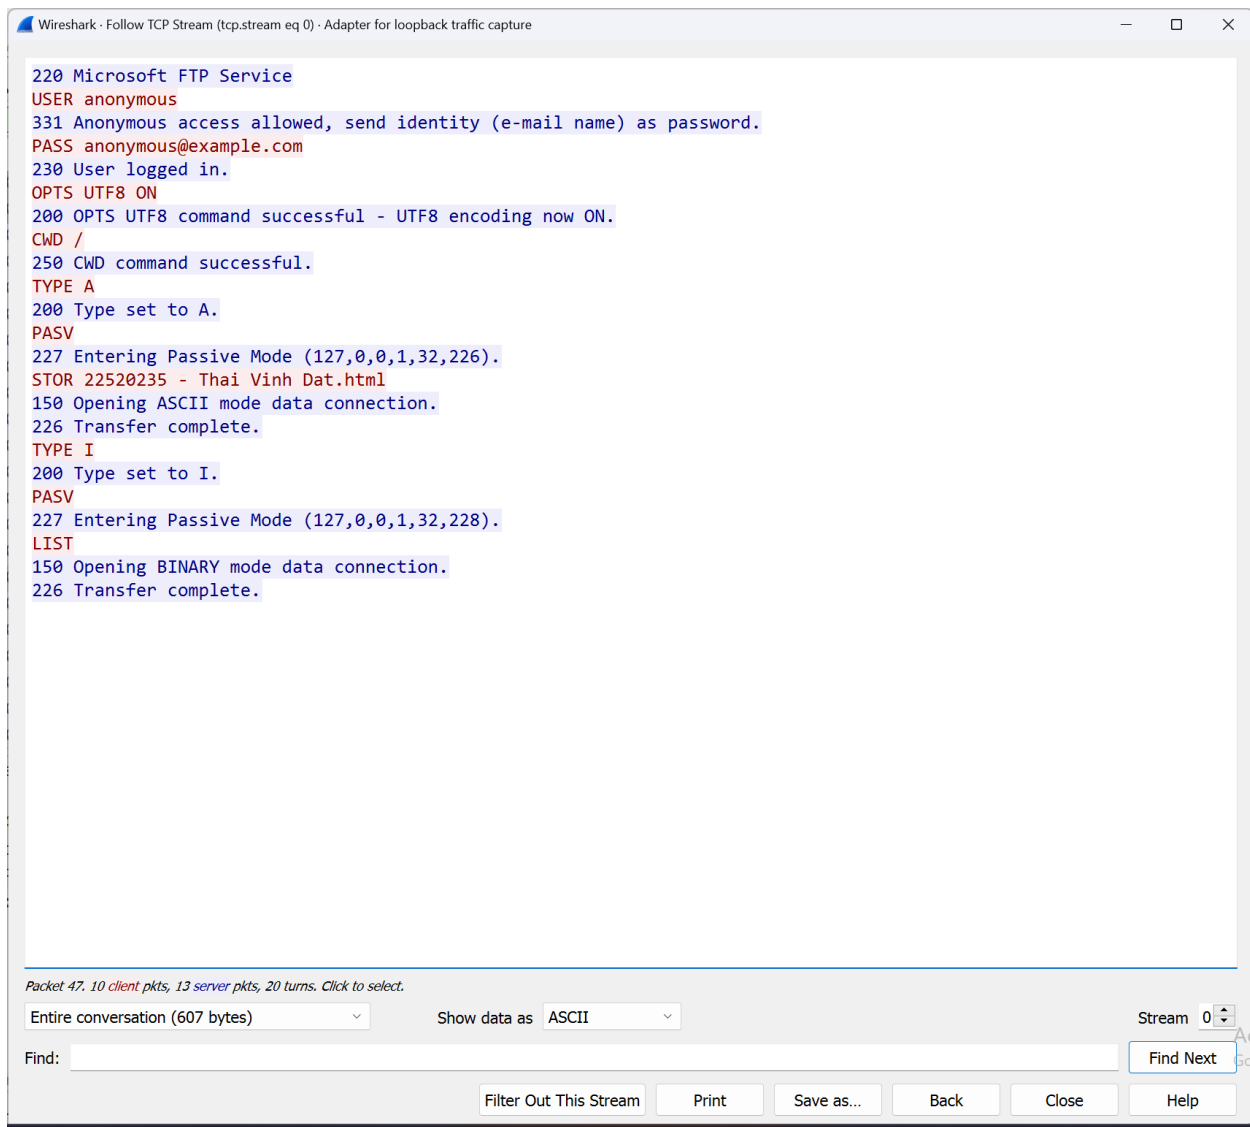 Wireshark · Follow TCP Stream (tcp.stream eq 0) · Adapter for loopback traffic capture
220 Microsoft FTP Service
USER anonymous
331 Anonymous access allowed, send identity (e-mail name) as password.
PASS anonymous@example.com
230 User logged in.
OPTS UTF8 ON
200 OPTS UTF8 command successful - UTF8 encoding now ON.
CWD /
250 CWD command successful.
TYPE A
200 Type set to A.
PASV
227 Entering Passive Mode (127,0,0,1,32,226).
STOR 22520235 - Thai Vinh Dat.html
150 Opening ASCII mode data connection.
226 Transfer complete.
TYPE I
200 Type set to I.
PASV
227 Entering Passive Mode (127,0,0,1,32,228).
LIST
150 Opening BINARY mode data connection.
226 Transfer complete.
Packet 47. 10 client pkts, 13 server pkts, 20 turns. Click to select.
Entire conversation (607 bytes) Show data as ASCII Stream 0
Find: Find Next
Filter Out This Stream Print Save as... Back Close Help